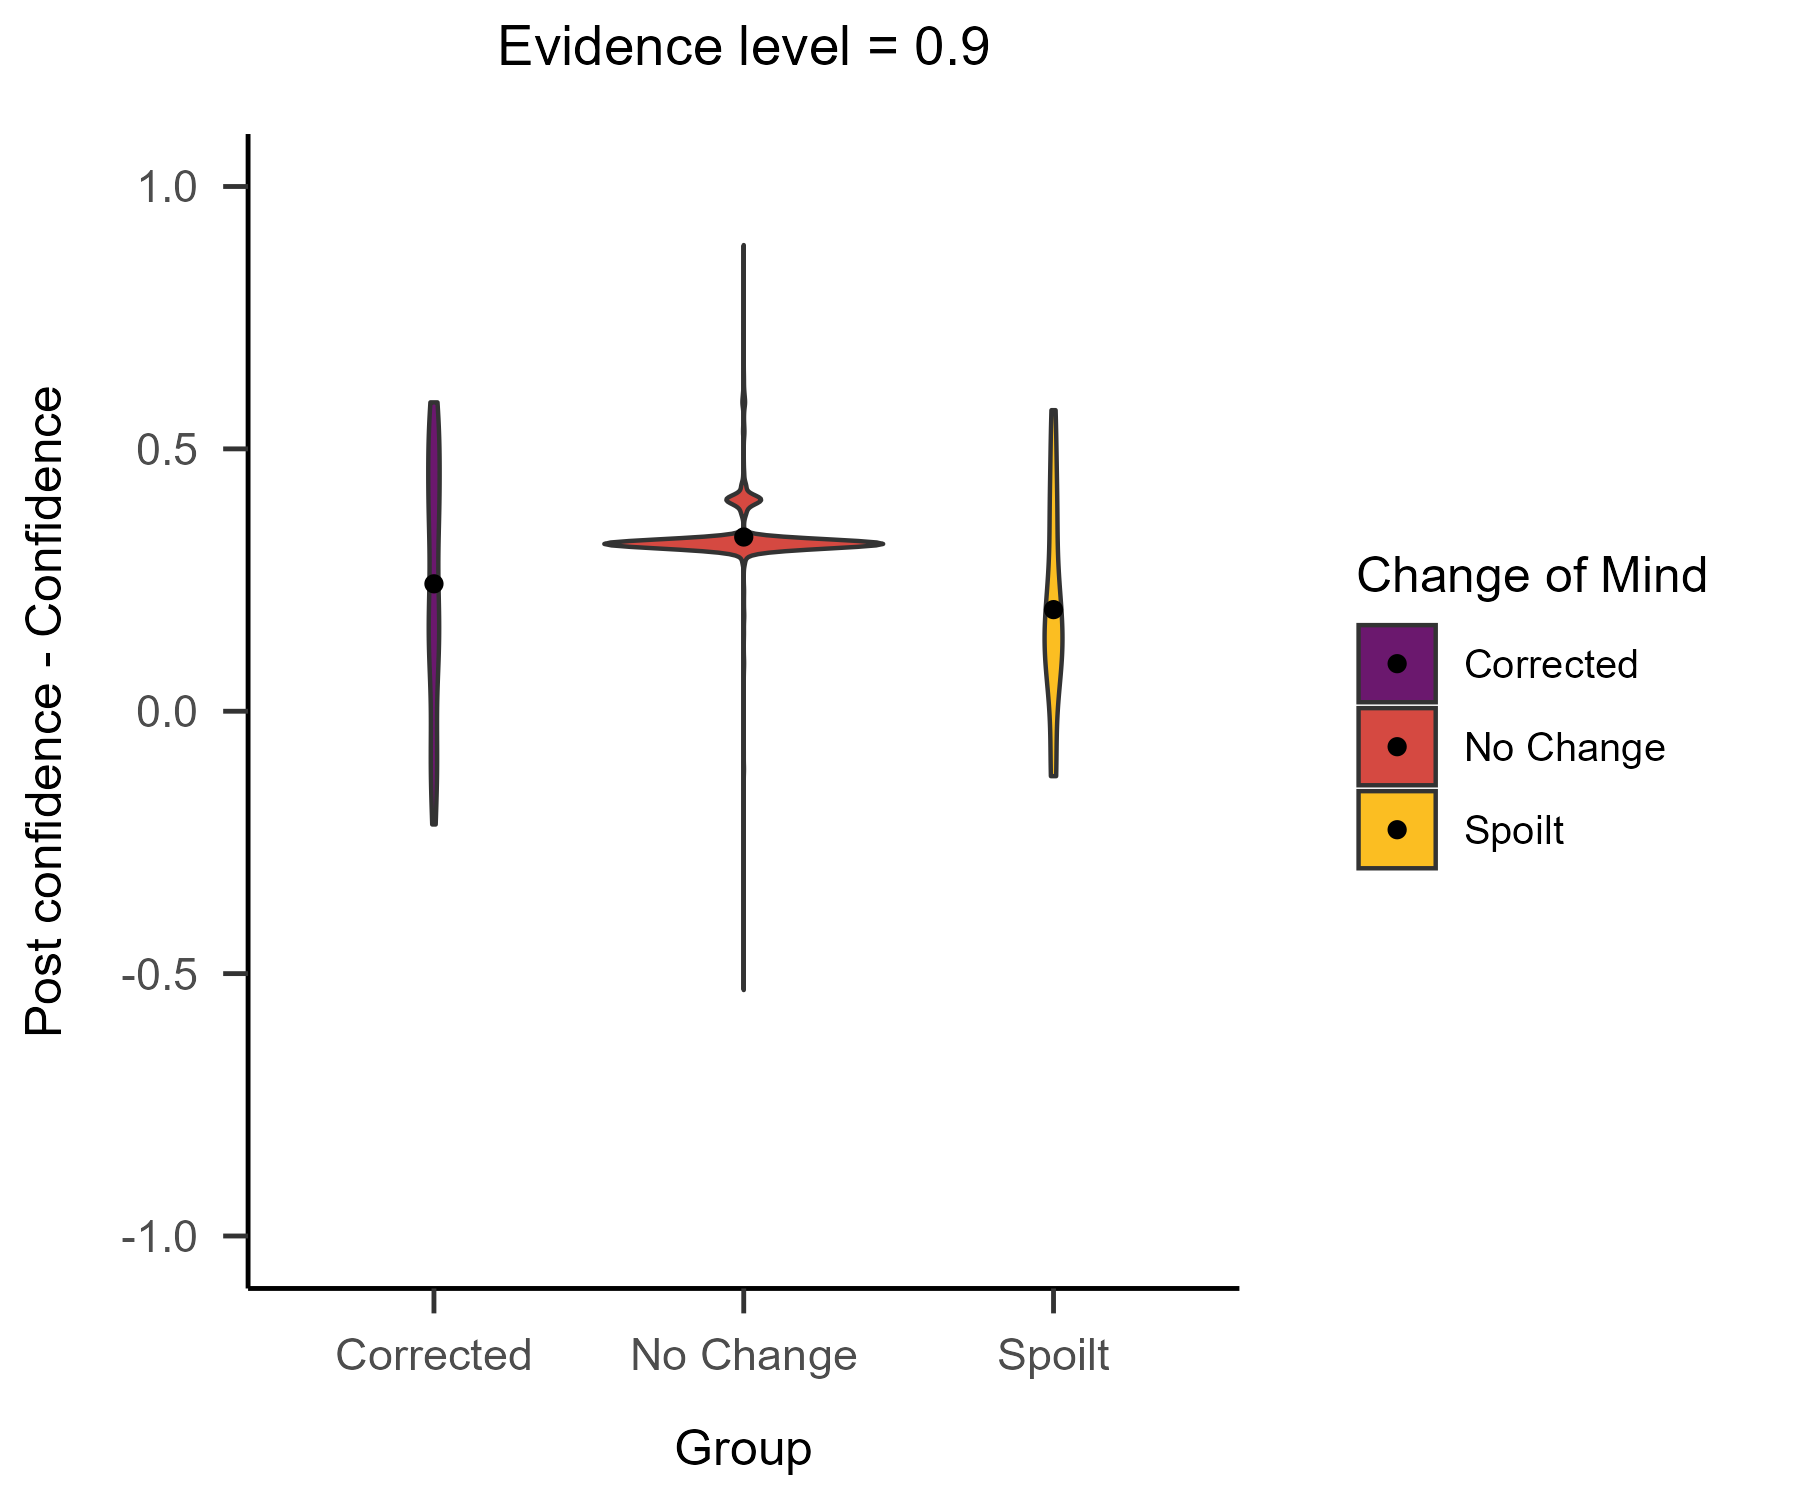 Evidence level = 0.9
Post confidence - Confidence
1.0
0.5
0.0
-0.5
-1.0
Corrected
No Change
Spoilt
Group
Change of Mind
Corrected
No Change
Spoilt